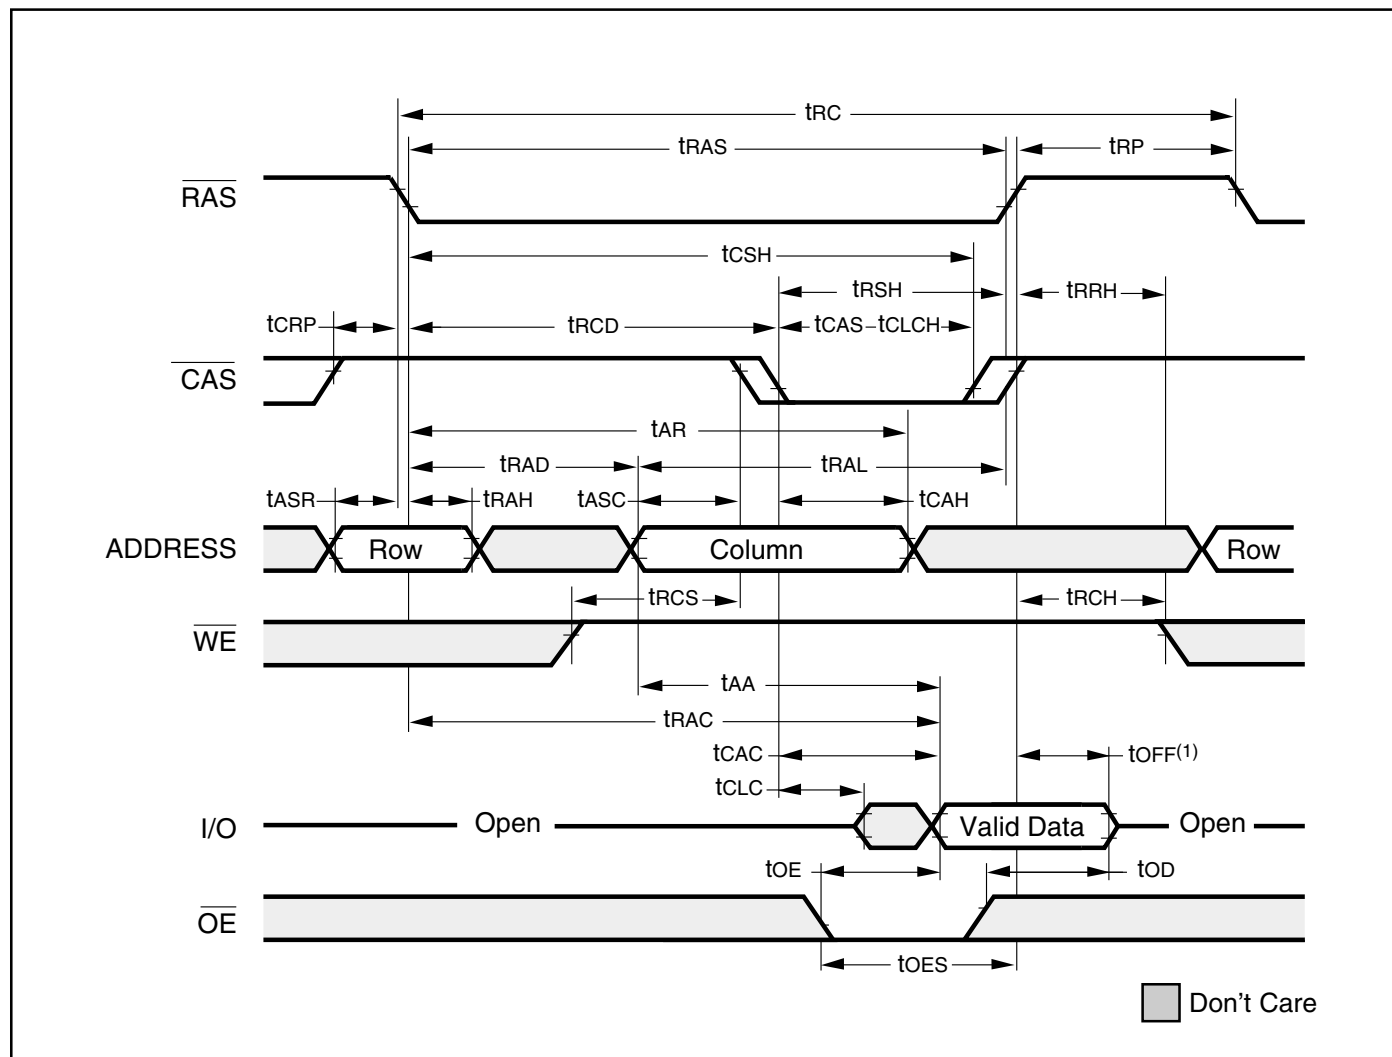 tRC
tRAS
tRP
RAS
tCSH
tRSH
tRRH
tCRP
tRCD
tCAS
tCLCH
CAS
tAR
tRAD
tRAL
tASR
tRAH
tASC
tCAH
ADDRESS
Row
Column
Row
tRCS
tRCH
WE
tAA
tRAC
tCAC
tOFF(1)
tCLC
I/O
Open
Valid Data
Open
tOE
tOD
OE
tOES
Don't Care